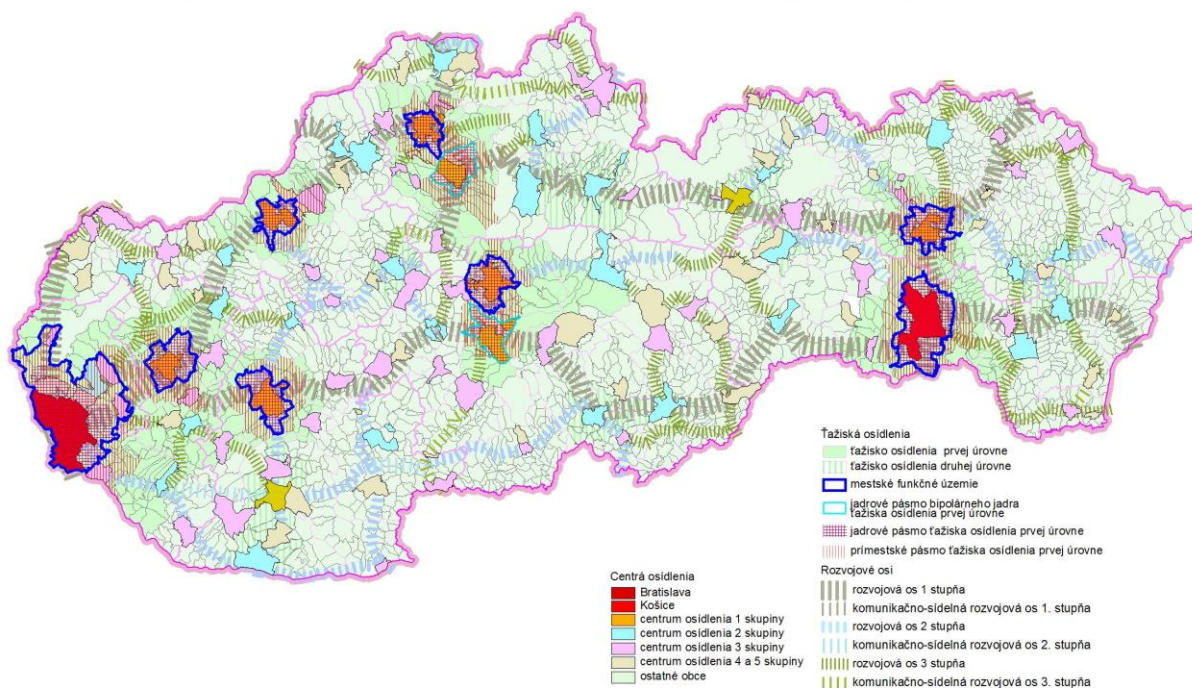 Ťažiská osídlenia
ťažisko osídlenia prvej úrovne
ťažisko osídlenia druhej úrovne
mestské funkčné územie
jadrové pásmo bipolárneho jadra
ťažiska osídlenia prvej úrovne
jadrové pásmo ťažiska osídlenia prvej úrovne
prímestské pásmo ťažiska osídlenia prvej úrovne
Centrá osídlenia
Bratislava
Košice
centrum osídlenia 1 skupiny
centrum osídlenia 2 skupiny
centrum osídlenia 3 skupiny
centrum osídlenia 4 a 5 skupiny
ostatné obce
Rozvojové osi
rozvojová os 1 stupňa
komunikačno-sídelná rozvojová os 1. stupňa
rozvojová os 2 stupňa
komunikačno-sídelná rozvojová os 2. stupňa
rozvojová os 3 stupňa
komunikačno-sídelná rozvojová os 3. stupňa